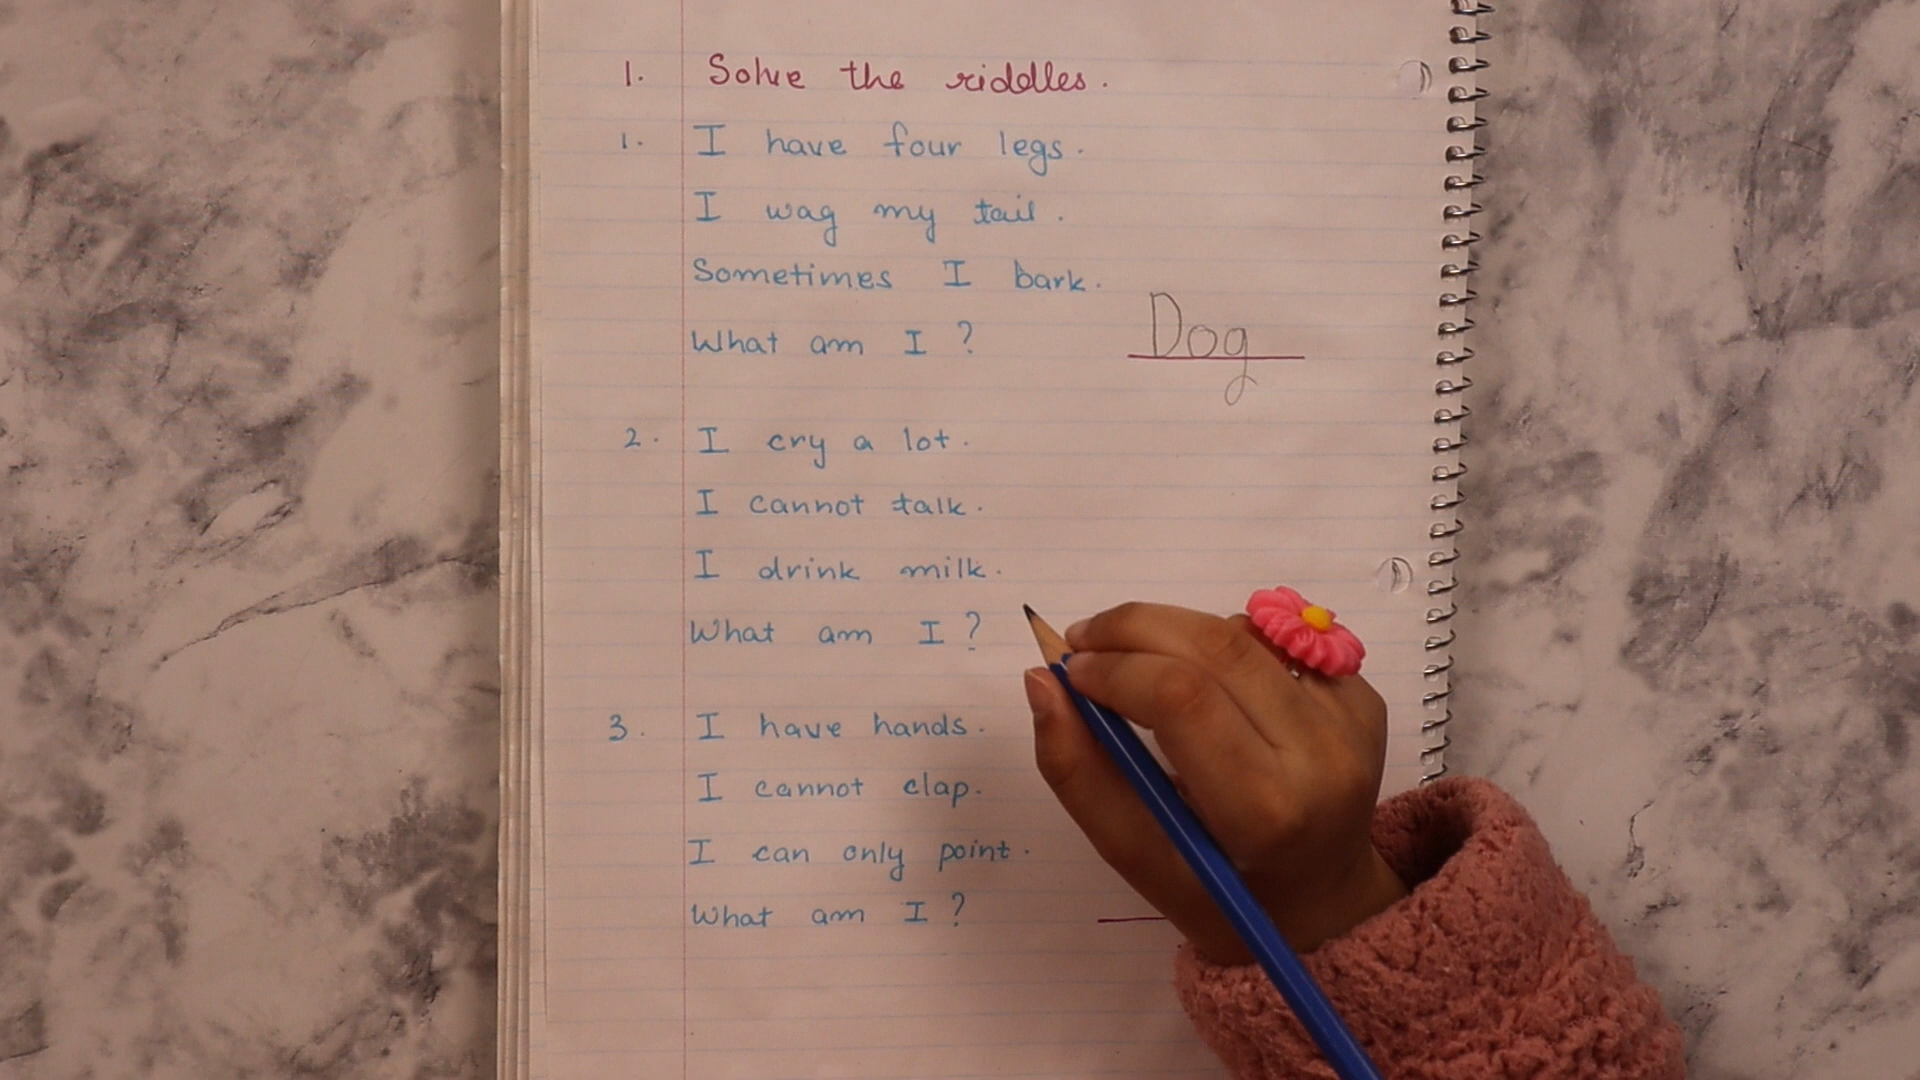 1. Solve the riddles.
1. I have four legs.
I wag my tail.
Sometimes I bark.
What am I ? Dog
2. I cry a lot.
I cannot talk.
I drink milk.
What am I ?
3. I have hands.
I cannot clap.
I can only point.
What am I ?